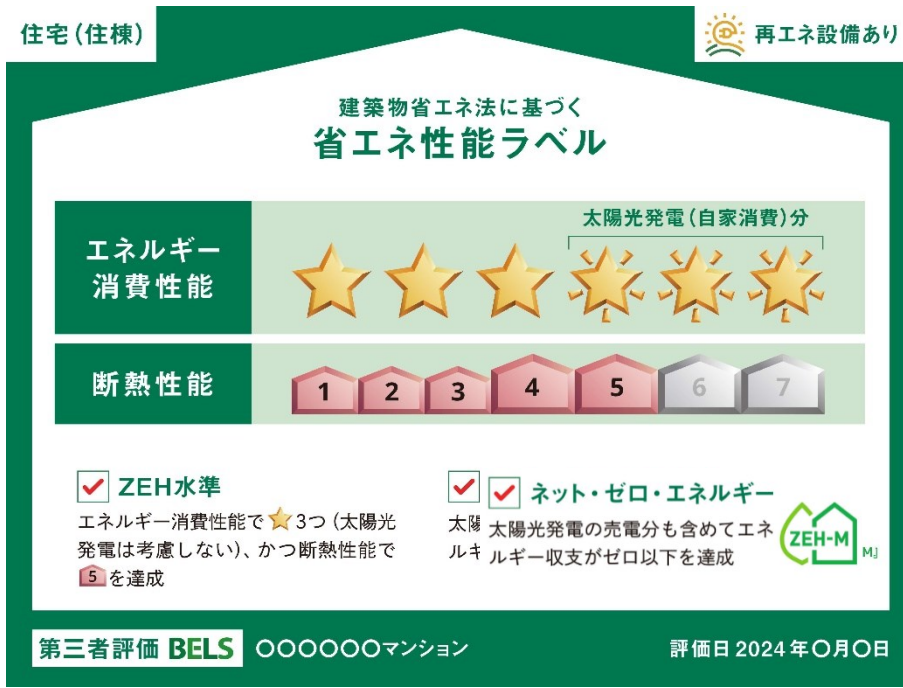 住宅(住棟)
再エネ設備あり
建築物省エネ法に基づく
省エネ性能ラベル
エネルギー
消費性能
太陽光発電(自家消費)分
断熱性能
1 2 3 4 5 6 7
ZEH水準
エネルギー消費性能で⭐3つ(太陽光
発電は考慮しない)、かつ断熱性能で
5を達成
太陽
ルギ
ネット・ゼロ・エネルギー
太陽光発電の売電分も含めてエネ
ルギー収支がゼロ以下を達成
ZEH-M
M』
第三者評価 BELS 〇〇〇〇〇〇マンション
評価日 2024年〇月〇日